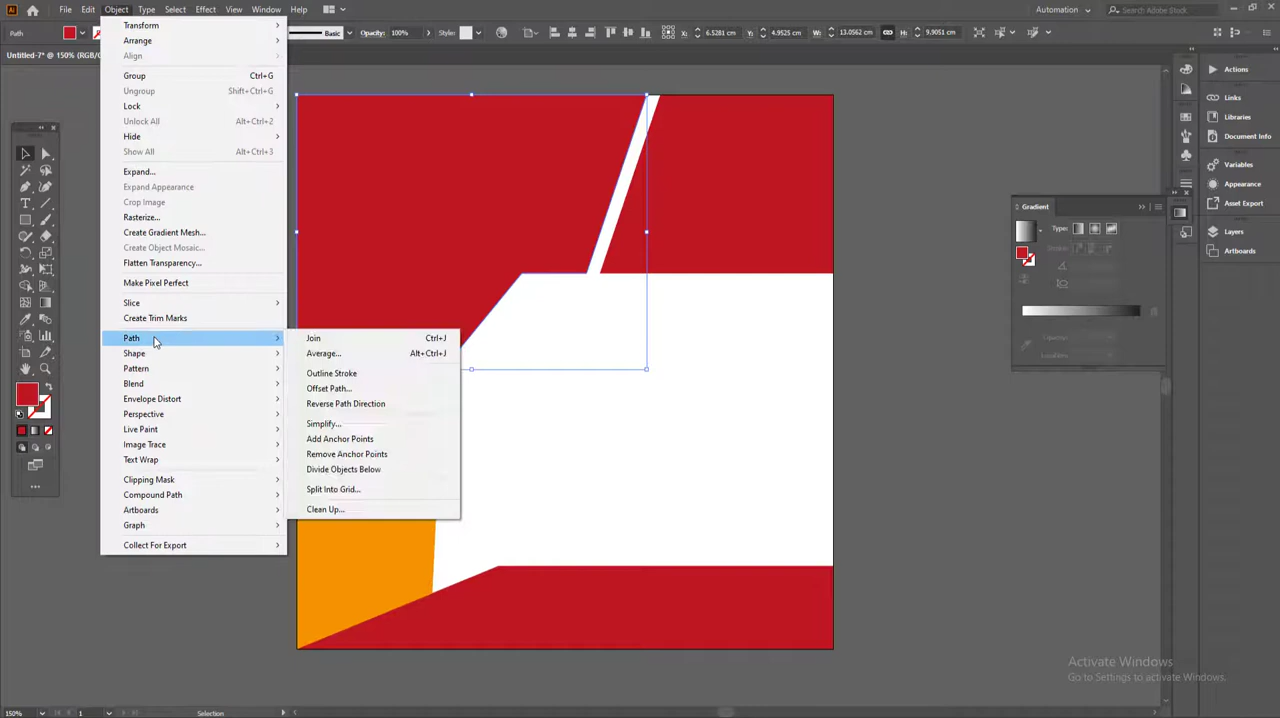 File Edit Object Type Select Effect View Window Help
Automation
Search Adobe Stock
Path
Basic
Opacity: 100%
Style:
X: 6.5281 cm
Y: 4.9525 cm
W: 13.0562 cm
H: 9.9051 cm
Untitled-7* @ 150% (RGB/G
Transform
Arrange
Align
Group Ctrl+G
Ungroup Shift+Ctrl+G
Lock
Unlock All Alt+Ctrl+2
Hide
Show All Alt+Ctrl+3
Expand...
Expand Appearance
Crop Image
Rasterize...
Create Gradient Mesh...
Create Object Mosaic...
Flatten Transparency...
Make Pixel Perfect
Slice
Create Trim Marks
Path
Shape
Pattern
Blend
Envelope Distort
Perspective
Live Paint
Image Trace
Text Wrap
Clipping Mask
Compound Path
Artboards
Graph
Collect For Export
Join Ctrl+J
Average... Alt+Ctrl+J
Outline Stroke
Offset Path...
Reverse Path Direction
Simplify...
Add Anchor Points
Remove Anchor Points
Divide Objects Below
Split Into Grid...
Clean Up...
Gradient
Type:
Stroke:
Opacity:
Location:
Actions
Links
Libraries
Document Info
Variables
Appearance
Asset Export
Layers
Artboards
Activate Windows
Go to Settings to activate Windows.
150%
1
Selection